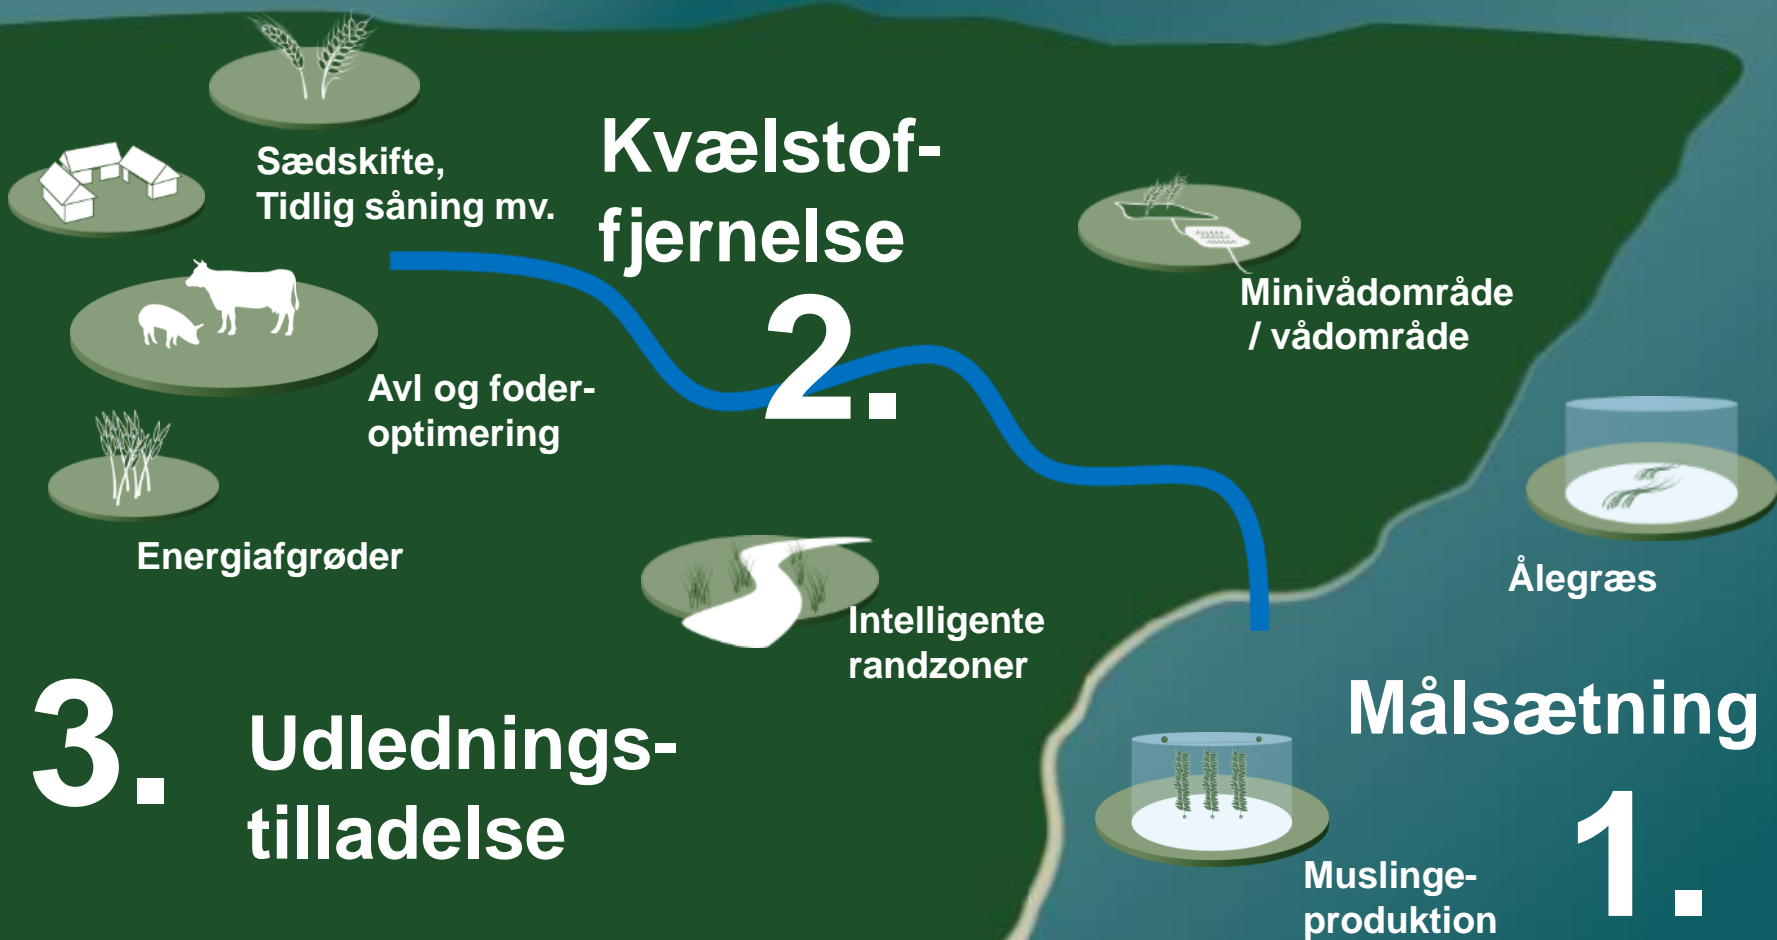 Sædskifte,
Tidlig såning mv.
Kvælstof-
fjernelse
2.
Minivådområde
/ vådområde
Avl og foder-
optimering
Energiafgrøder
Ålegræs
Intelligente
randzoner
3.
Udlednings-
tilladelse
Målsætning
1.
Muslinge-
produktion